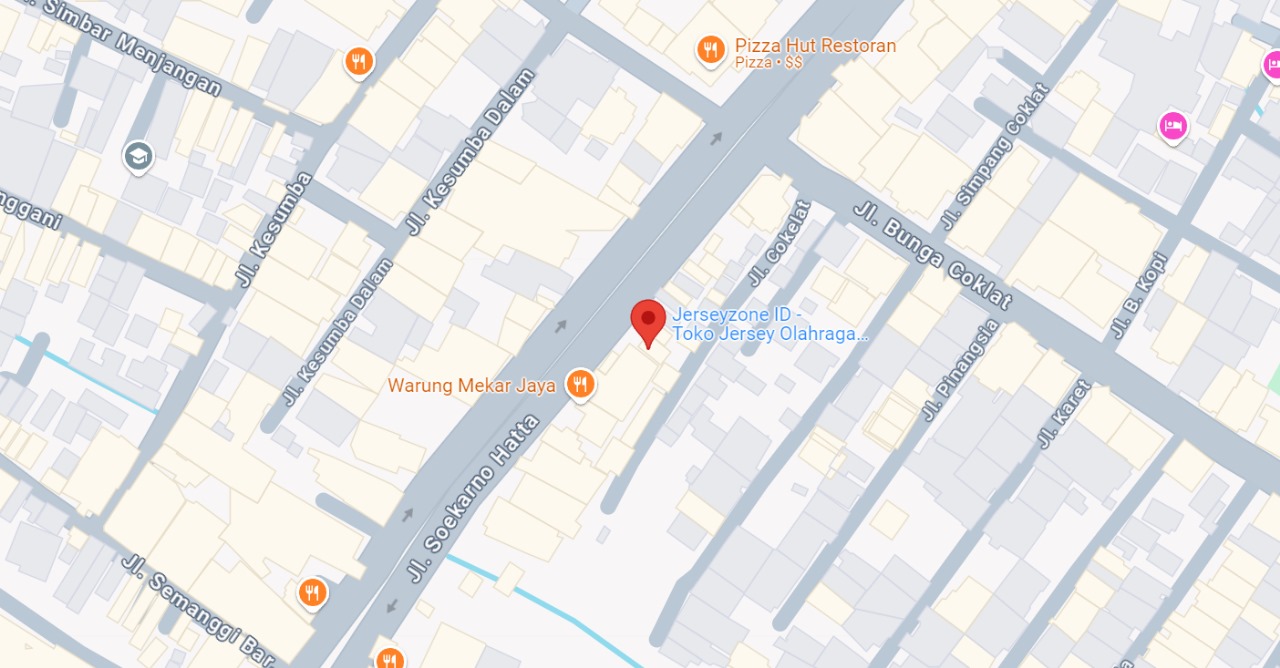 Jl. Simbar Menjangan
Pizza Hut Restoran
Pizza • $$
Jl. Kesumba Dalam
Jl. Simpang Coklat
Jl. Kesumba
Jl. Cokelat
Jl. Bunga Coklat
Jl. B. Kopi
Jl. Kesumba Dalam
Jerseyzone ID -
Toko Jersey Olahraga...
Warung Mekar Jaya
Jl. Pinangsia
Jl. Karet
Jl. Soekarno Hatta
Jl. Semanggi Bar.